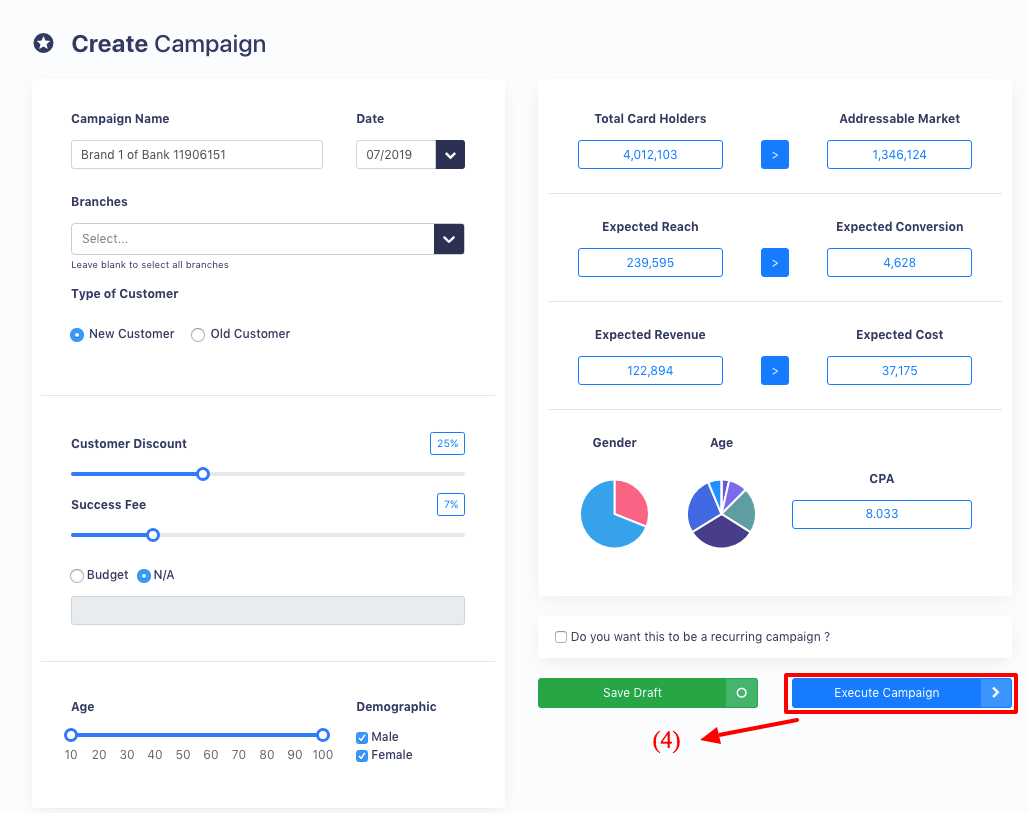 Create Campaign
Campaign Name
Date
Brand 1 of Bank 11906151
07/2019
Branches
Select...
Leave blank to select all branches
Type of Customer
New Customer
Old Customer
Customer Discount
25%
Success Fee
7%
Budget
N/A
Age
Demographic
10 20 30 40 50 60 70 80 90 100
Male
Female
Total Card Holders
Addressable Market
4,012,103
>
1,346,124
Expected Reach
Expected Conversion
239,595
>
4,628
Expected Revenue
Expected Cost
122,894
>
37,175
Gender
Age
CPA
8.033
Do you want this to be a recurring campaign ?
Save Draft
Execute Campaign
(4)